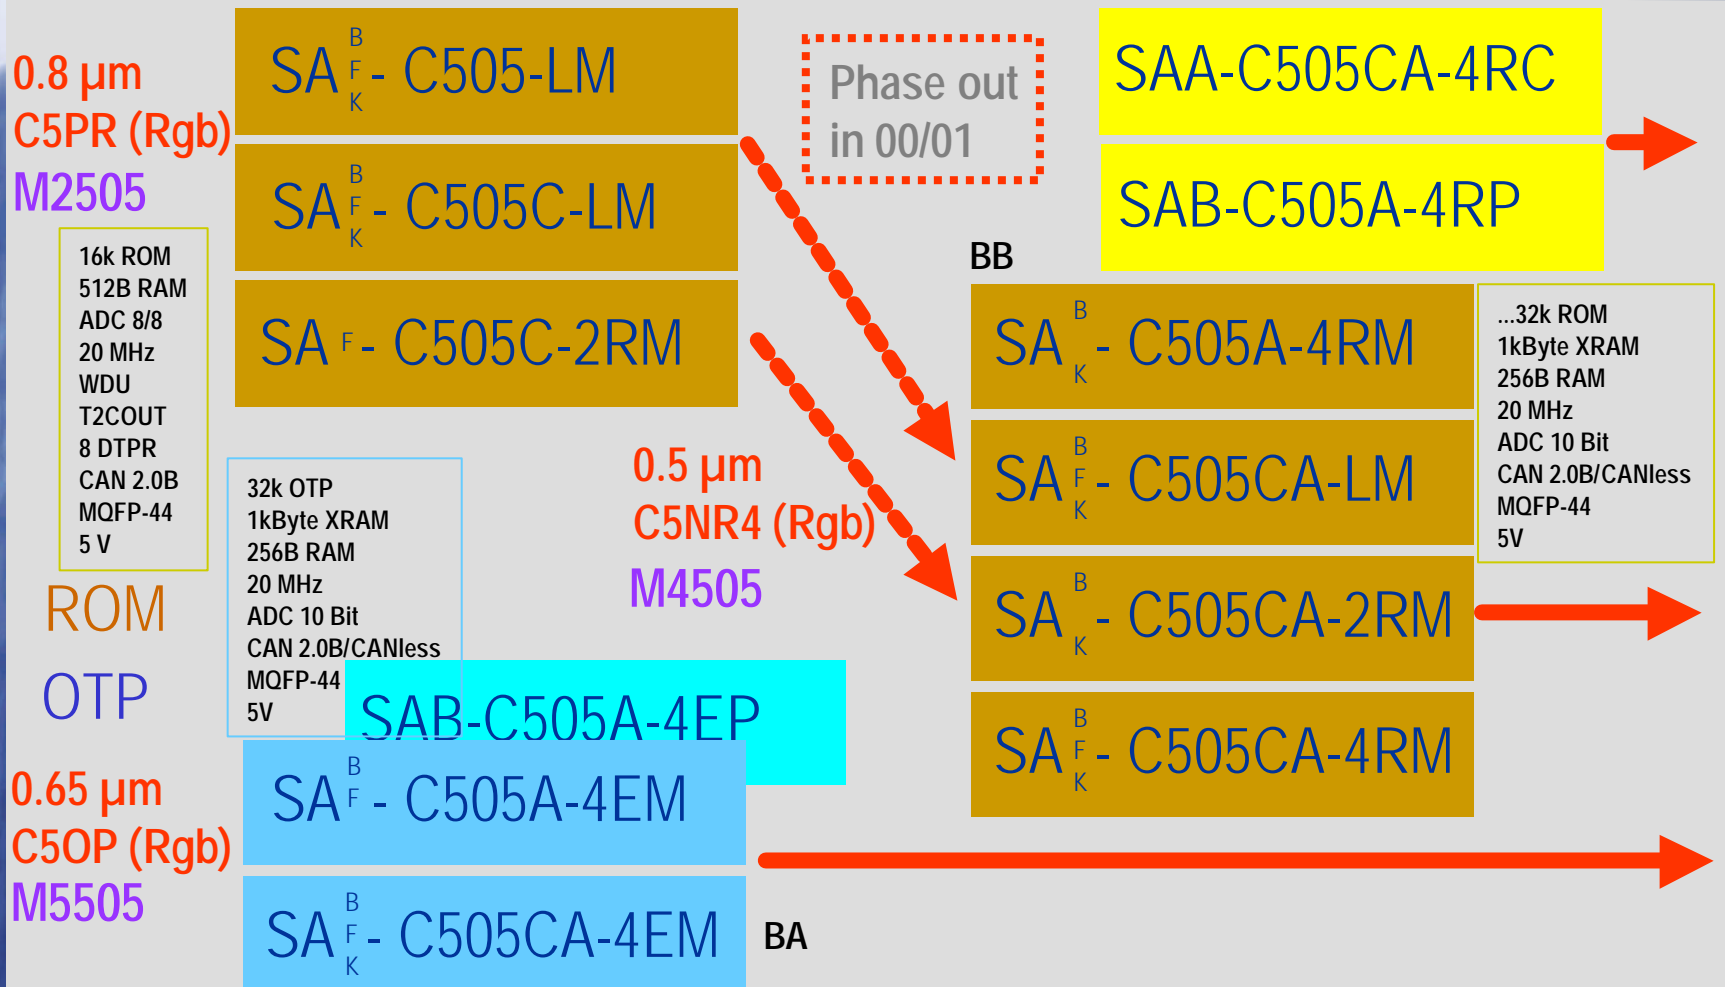 0.8 µm
C5PR (Rgb)
M2505
SA B F K - C505-LM
SA B F K - C505C-LM
SA F - C505C-2RM
16k ROM
512B RAM
ADC 8/8
20 MHz
WDU
T2COUT
8 DTPR
CAN 2.0B
MQFP-44
5 V
Phase out
in 00/01
SAA-C505CA-4RC
SAB-C505A-4RP
BB
SA B K - C505A-4RM
SA B F K - C505CA-LM
SA B K - C505CA-2RM
SA B F K - C505CA-4RM
...32k ROM
1kByte XRAM
256B RAM
20 MHz
ADC 10 Bit
CAN 2.0B/CANless
MQFP-44
5V
0.5 µm
C5NR4 (Rgb)
M4505
ROM
OTP
32k OTP
1kByte XRAM
256B RAM
20 MHz
ADC 10 Bit
CAN 2.0B/CANless
MQFP-44
5V
SAB-C505A-4EP
0.65 µm
C5OP (Rgb)
M5505
SA B F - C505A-4EM
SA B F K - C505CA-4EM
BA